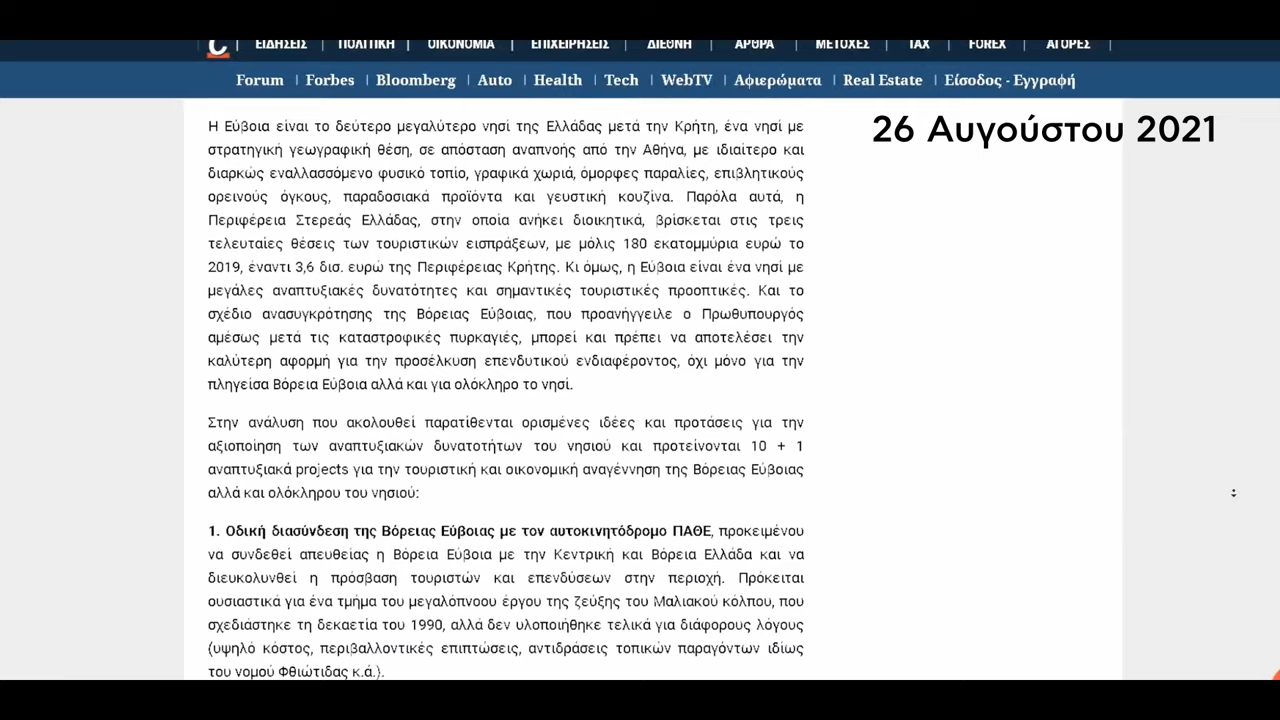 ΕΙΔΗΣΕΙΣ ΠΟΛΙΤΙΚΗ ΟΙΚΟΝΟΜΙΑ ΕΠΙΧΕΙΡΗΣΕΙΣ ΔΙΕΘΝΗ ΑΡΘΡΑ ΜΕΤΟΧΕΣ TAX FOREX ΑΓΟΡΕΣ
Forum Forbes Bloomberg Auto Health Tech WebTV Αφιερώματα Real Estate Είσοδος - Εγγραφή
26 Αυγούστου 2021
Η Εύβοια είναι το δεύτερο μεγαλύτερο νησί της Ελλάδας μετά την Κρήτη, ένα νησί με
στρατηγική γεωγραφική θέση, σε απόσταση αναπνοής από την Αθήνα, με ιδιαίτερο και
διαρκώς εναλλασσόμενο φυσικό τοπίο, γραφικά χωριά, όμορφες παραλίες, επιβλητικούς
ορεινούς όγκους, παραδοσιακά προϊόντα και γευστική κουζίνα. Παρόλα αυτά, η
Περιφέρεια Στερεάς Ελλάδας, στην οποία ανήκει διοικητικά, βρίσκεται στις τρεις
τελευταίες θέσεις των τουριστικών εισπράξεων, με μόλις 180 εκατομμύρια ευρώ το
2019, έναντι 3,6 δισ. ευρώ της Περιφέρειας Κρήτης. Κι όμως, η Εύβοια είναι ένα νησί με
μεγάλες αναπτυξιακές δυνατότητες και σημαντικές τουριστικές προοπτικές. Και το
σχέδιο ανασυγκρότησης της Βόρειας Εύβοιας, που προανήγγειλε ο Πρωθυπουργός
αμέσως μετά τις καταστροφικές πυρκαγιές, μπορεί και πρέπει να αποτελέσει την
καλύτερη αφορμή για την προσέλκυση επενδυτικού ενδιαφέροντος, όχι μόνο για την
πληγείσα Βόρεια Εύβοια αλλά και για ολόκληρο το νησί.
Στην ανάλυση που ακολουθεί παρατίθενται ορισμένες ιδέες και προτάσεις για την
αξιοποίηση των αναπτυξιακών δυνατοτήτων του νησιού και προτείνονται 10 + 1
αναπτυξιακά projects για την τουριστική και οικονομική αναγέννηση της Βόρειας Εύβοιας
αλλά και ολόκληρου του νησιού:
1. Οδική διασύνδεση της Βόρειας Εύβοιας με τον αυτοκινητόδρομο ΠΑΘΕ, προκειμένου
να συνδεθεί απευθείας η Βόρεια Εύβοια με την Κεντρική και Βόρεια Ελλάδα και να
διευκολυνθεί η πρόσβαση τουριστών και επενδύσεων στην περιοχή. Πρόκειται
ουσιαστικά για ένα τμήμα του μεγαλόπνοου έργου της ζεύξης του Μαλιακού κόλπου, που
σχεδιάστηκε τη δεκαετία του 1990, αλλά δεν υλοποιήθηκε τελικά για διάφορους λόγους
(υψηλό κόστος, περιβαλλοντικές επιπτώσεις, αντιδράσεις τοπικών παραγόντων ιδίως
του νομού Φθιώτιδας κ.ά.).